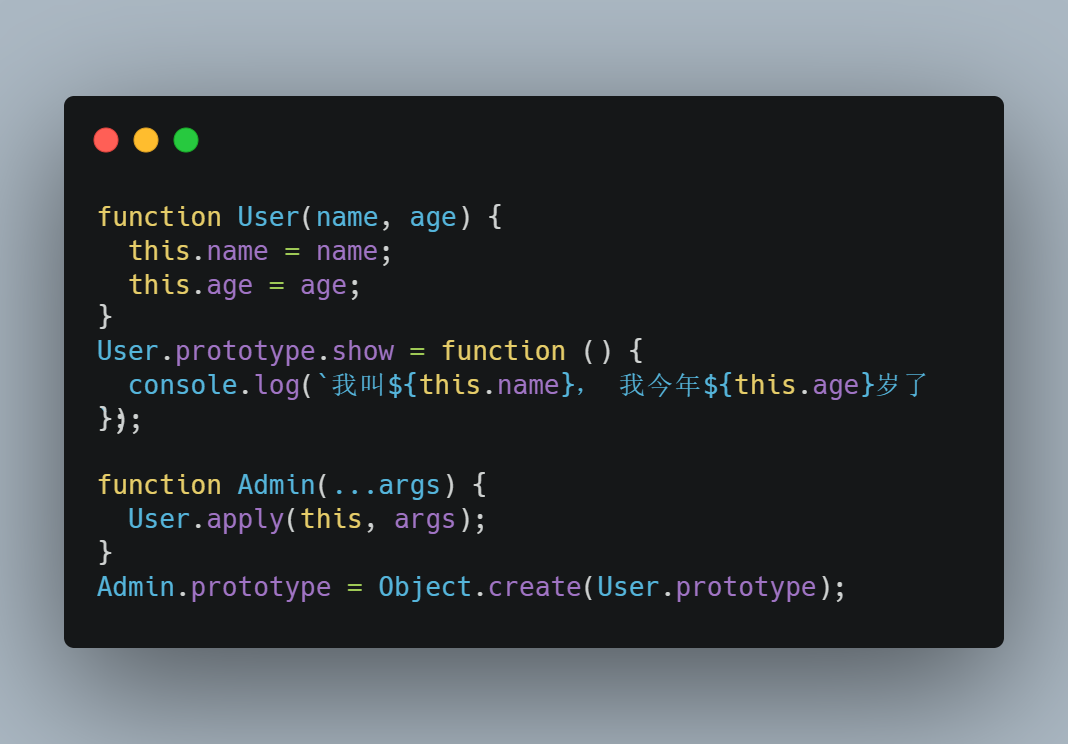 function User(name, age) {
  this.name = name;
  this.age = age;
}
User.prototype.show = function () {
  console.log(`我叫${this.name}， 我今年${this.age}岁了
};);

function Admin(...args) {
  User.apply(this, args);
}
Admin.prototype = Object.create(User.prototype);